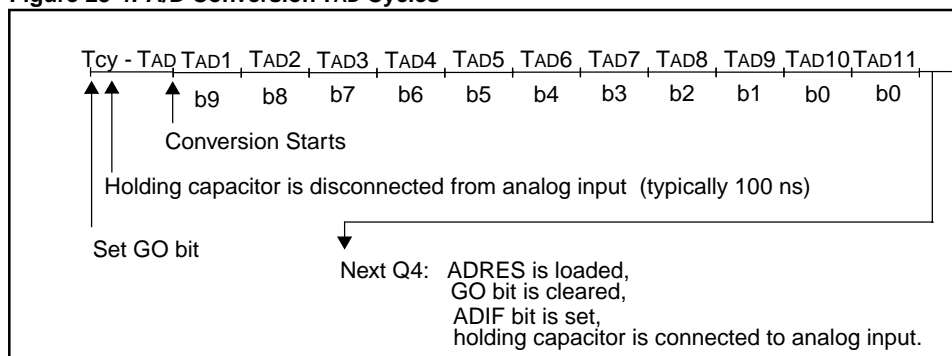 Figure 23-4: A/D Conversion TAD Cycles
Tcy - TAD TAD1 TAD2 TAD3 TAD4 TAD5 TAD6 TAD7 TAD8 TAD9 TAD10 TAD11
b9 b8 b7 b6 b5 b4 b3 b2 b1 b0 b0
Conversion Starts
Holding capacitor is disconnected from analog input (typically 100 ns)
Set GO bit
Next Q4: ADRES is loaded,
GO bit is cleared,
ADIF bit is set,
holding capacitor is connected to analog input.